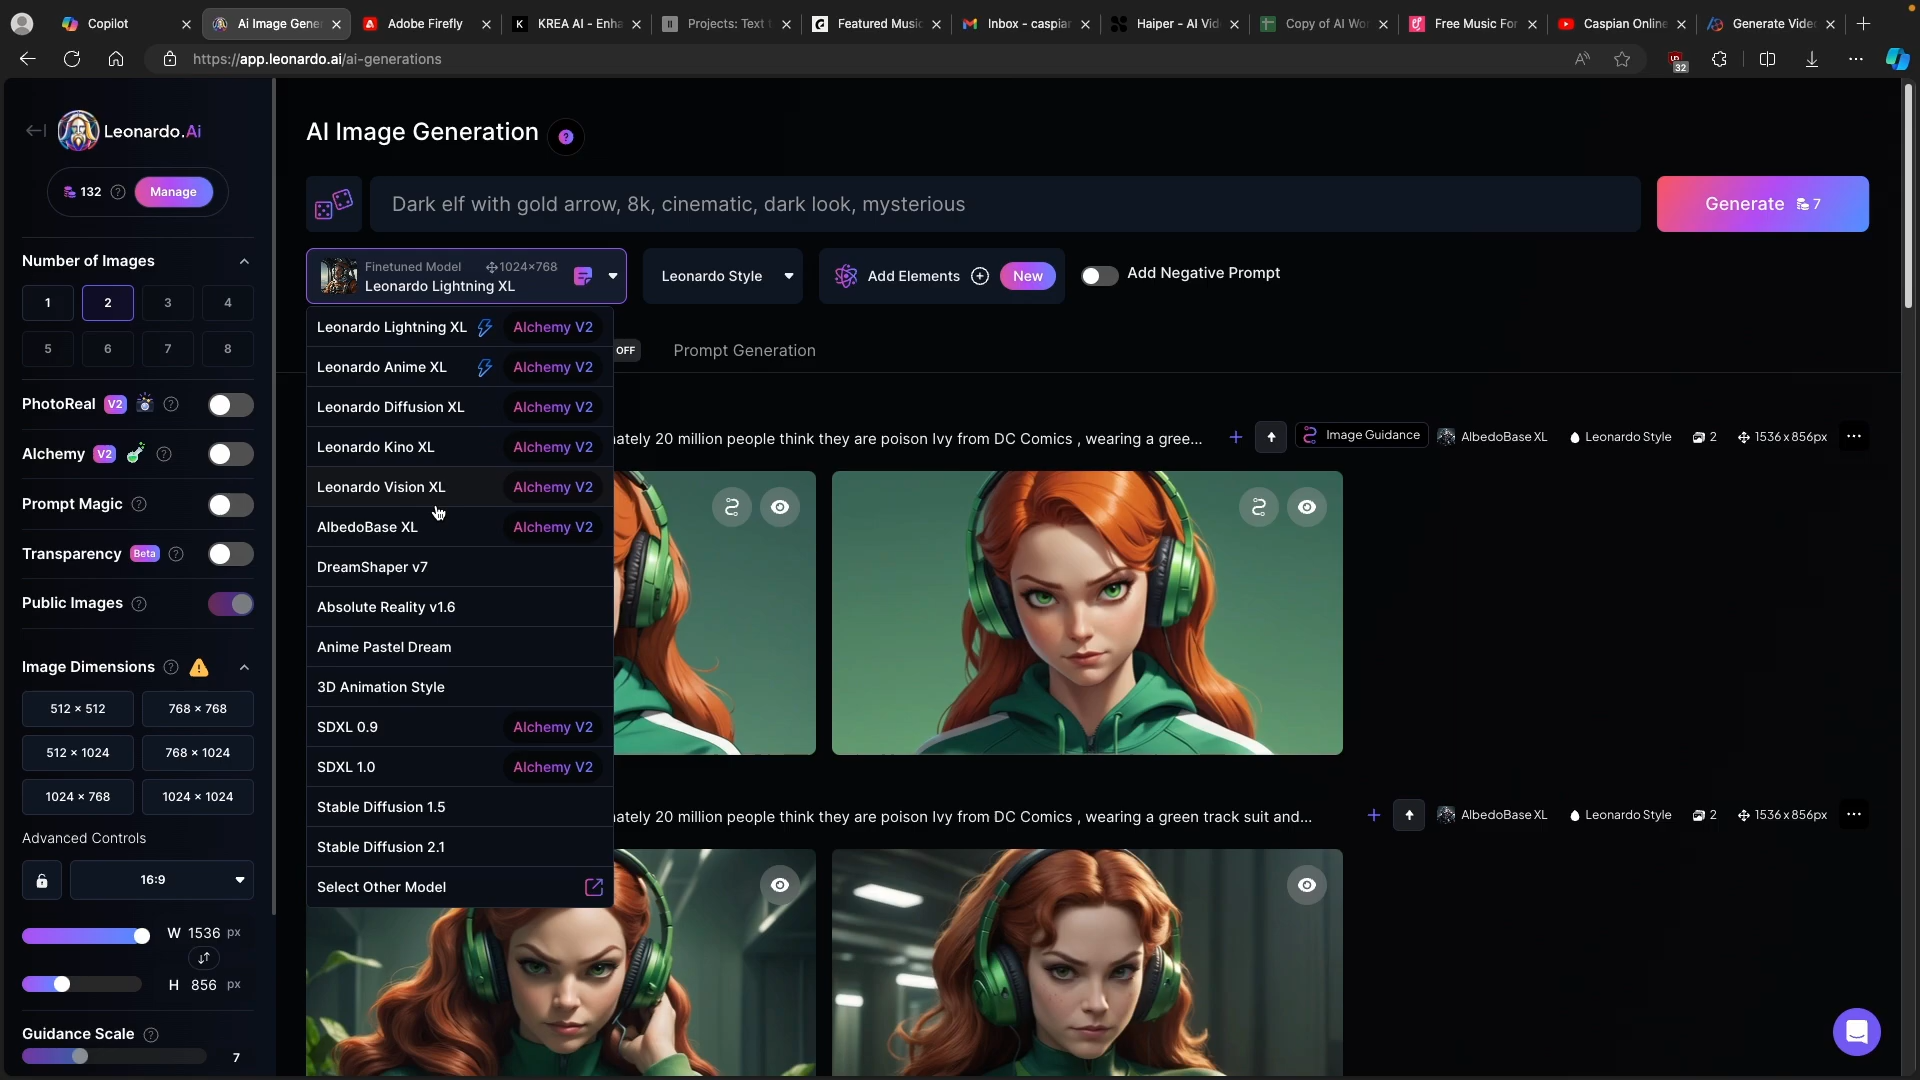 Copilot
Ai Image Gene
Adobe Firefly
KREA AI - Enha
Projects: Text t
Featured Music
Inbox - caspian
Haiper - AI Vid
Copy of AI Wor
Free Music For
Caspian Online
Generate Video
https://app.leonardo.ai/ai-generations
32
Leonardo.Ai
132 Manage
Number of Images
1 2 3 4
5 6 7 8
PhotoReal V2
Alchemy V2
Prompt Magic
Transparency Beta
Public Images
Image Dimensions
512 × 512 768 × 768
512 × 1024 768 × 1024
1024 × 768 1024 × 1024
Advanced Controls
16:9
W 1536 px
H 856 px
Guidance Scale
7
AI Image Generation
Dark elf with gold arrow, 8k, cinematic, dark look, mysterious
Generate 7
Finetuned Model 1024×768
Leonardo Lightning XL
Leonardo Style
Add Elements New
Add Negative Prompt
Leonardo Lightning XL Alchemy V2
Leonardo Anime XL Alchemy V2
Leonardo Diffusion XL Alchemy V2
Leonardo Kino XL Alchemy V2
Leonardo Vision XL Alchemy V2
AlbedoBase XL Alchemy V2
DreamShaper v7
Absolute Reality v1.6
Anime Pastel Dream
3D Animation Style
SDXL 0.9 Alchemy V2
SDXL 1.0 Alchemy V2
Stable Diffusion 1.5
Stable Diffusion 2.1
Select Other Model
OFF
Prompt Generation
ately 20 million people think they are poison Ivy from DC Comics , wearing a gree...
Image Guidance AlbedoBase XL Leonardo Style 2 1536 x 856px
ately 20 million people think they are poison Ivy from DC Comics , wearing a green track suit and...
AlbedoBase XL Leonardo Style 2 1536 x 856px